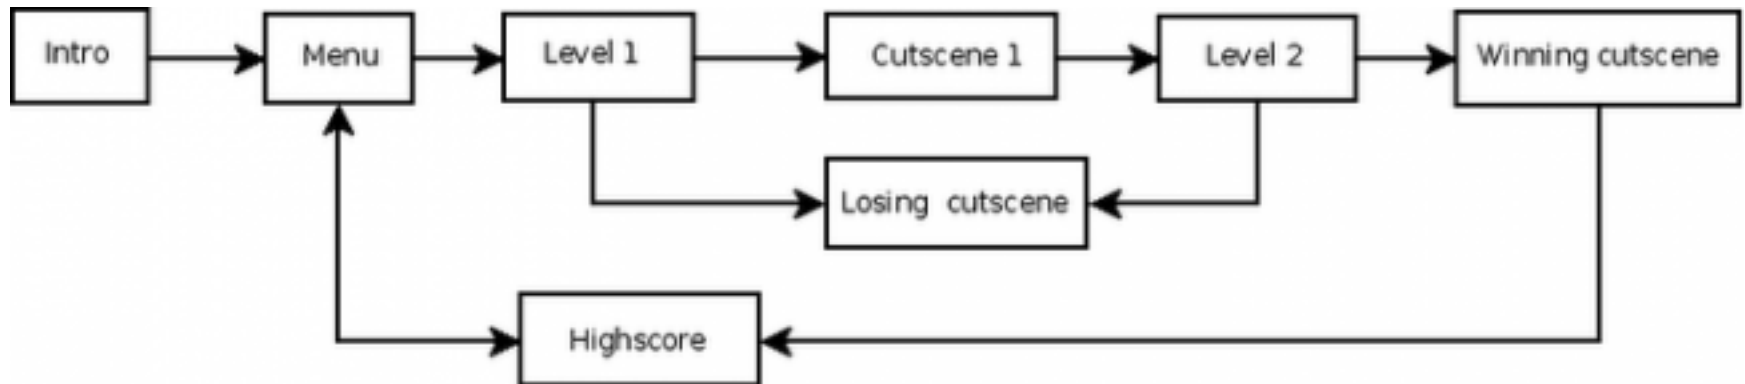 Intro
Menu
Level 1
Cutscene 1
Level 2
Winning cutscene
Losing cutscene
Highscore